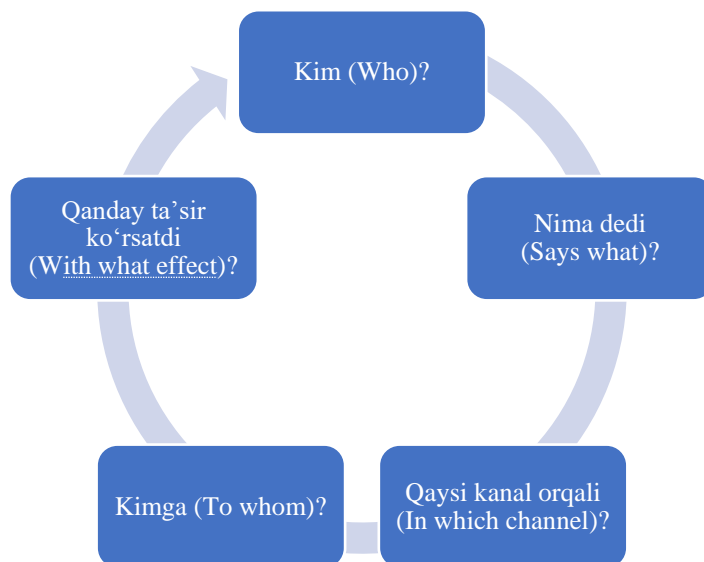 Kim (Who)?
Nima dedi
(Says what)?
Qaysi kanal orqali
(In which channel)?
Kimga (To whom)?
Qanday ta’sir
ko‘rsatdi
(With what effect)?